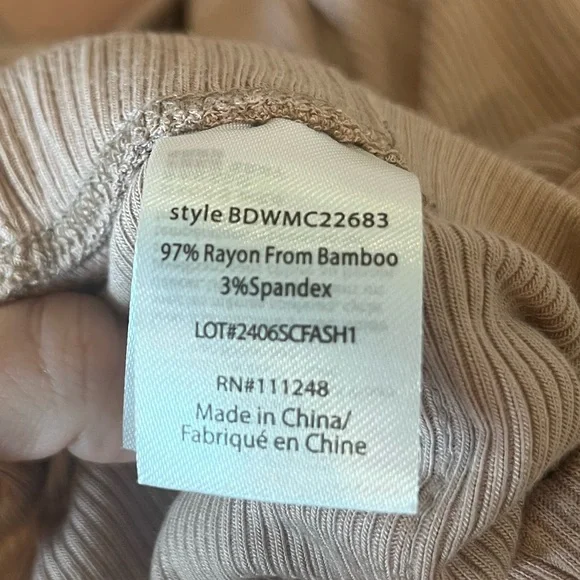 style BDWMC22683
97% Rayon From Bamboo
3%Spandex
LOT#2406SCFASH1
RN#111248
Made in China/
Fabriqué en Chine